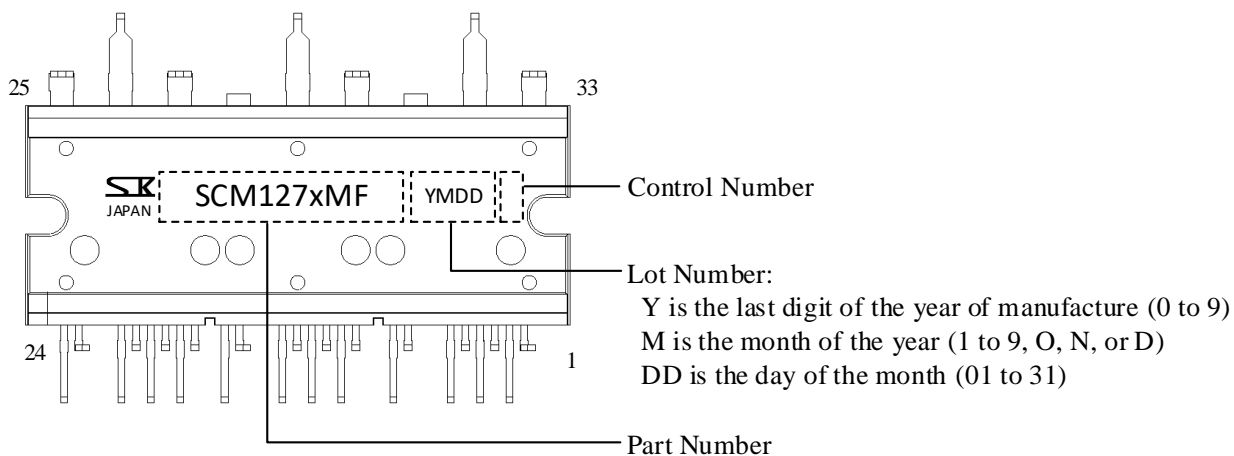 25
33
SK
JAPAN
SCM127xMF
YMDD
Control Number
Lot Number:
Y is the last digit of the year of manufacture (0 to 9)
M is the month of the year (1 to 9, O, N, or D)
DD is the day of the month (01 to 31)
24
1
Part Number